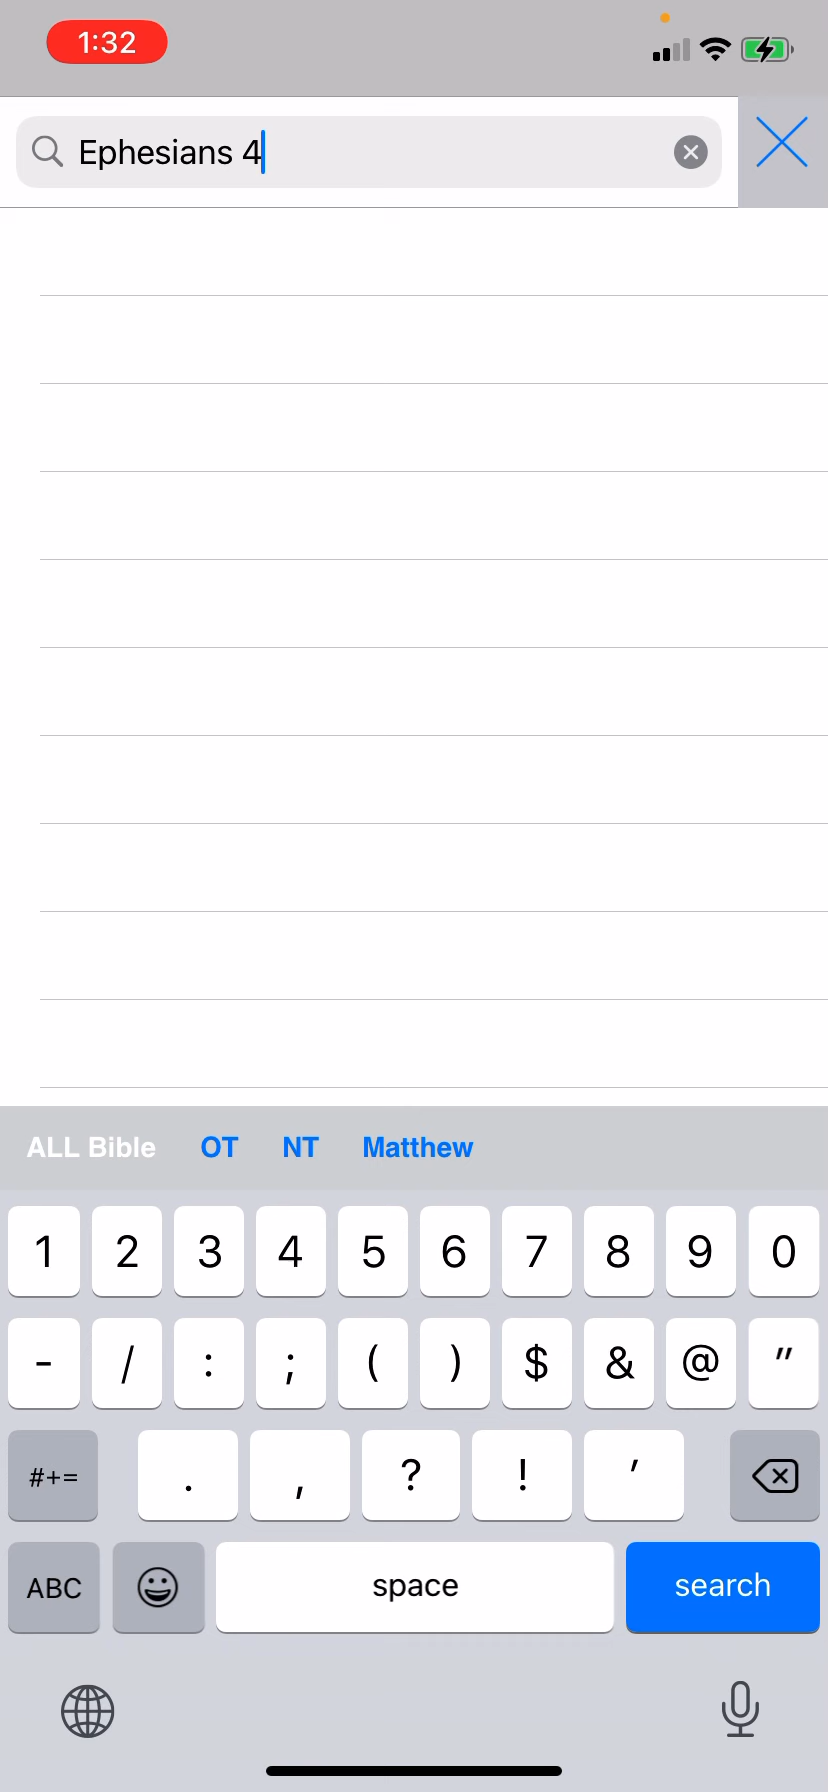 1:32
Ephesians 4
ALL Bible OT NT Matthew
1 2 3 4 5 6 7 8 9 0
- / : ; ( ) $ & @ "
#+= . , ? ! '
ABC space search